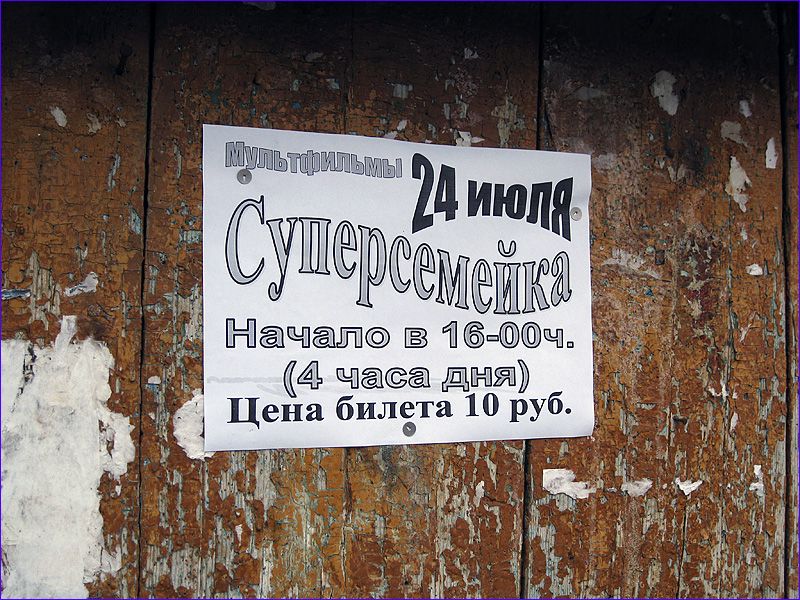 Мультфильмы
24 июля
Суперсемейка
Начало в 16-00ч.
(4 часа дня)
Цена билета 10 руб.